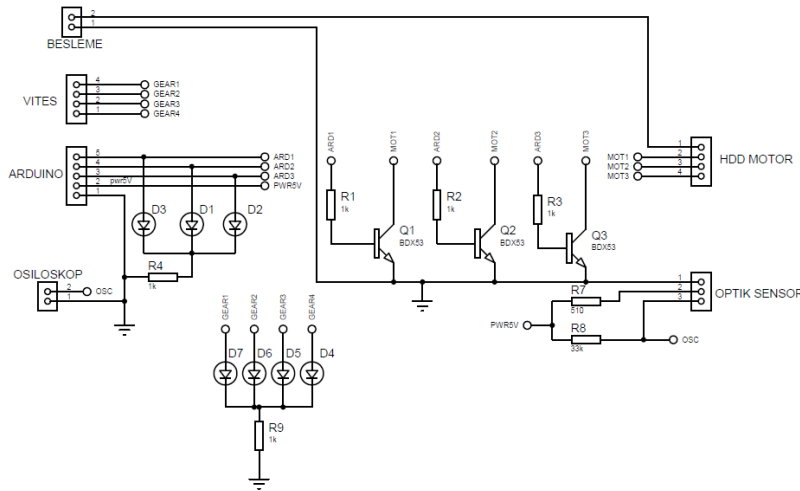 2
1
BESLEME
VITES
4
3
2
1
GEAR1
GEAR2
GEAR3
GEAR4
ARDUINO
5
4
3
2
1
pwr5V
ARD1
ARD2
ARD3
PWR5V
D3
D1
D2
R4
1k
OSILOSKOP
2
1
OSC
GEAR1
GEAR2
GEAR3
GEAR4
D7
D6
D5
D4
R9
1k
ARD1
MOT1
ARD2
MOT2
ARD3
MOT3
R1
1k
R2
1k
R3
1k
Q1
BDX53
Q2
BDX53
Q3
BDX53
MOT1
MOT2
MOT3
1
2
3
4
HDD MOTOR
1
2
3
OPTIK SENSOR
R7
510
PWR5V
R8
33k
OSC